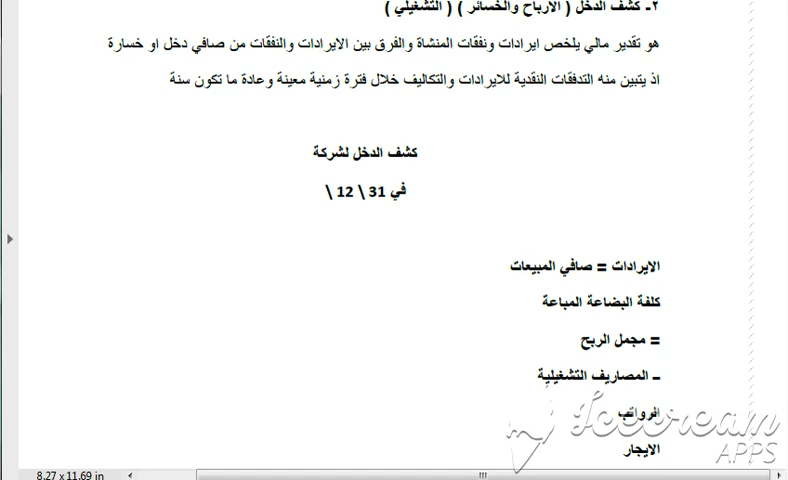 ٢ـ كشف الدخل ( الارباح والخسائر ) ( التشغيلي )
هو تقدير مالي يلخص ايرادات ونفقات المنشاة والفرق بين الايرادات والنفقات من صافي دخل او خسارة
اذ يتبين منه التدفقات النقدية للايرادات والتكاليف خلال فترة زمنية معينة وعادة ما تكون سنة
كشف الدخل لشركة
في 31 \ 12 \
الايرادات = صافي المبيعات
كلفة البضاعة المباعة
= مجمل الربح
ـ المصاريف التشغيلية
الرواتب
الايجار
Icecream
APPS
8.27 x 11.69 in